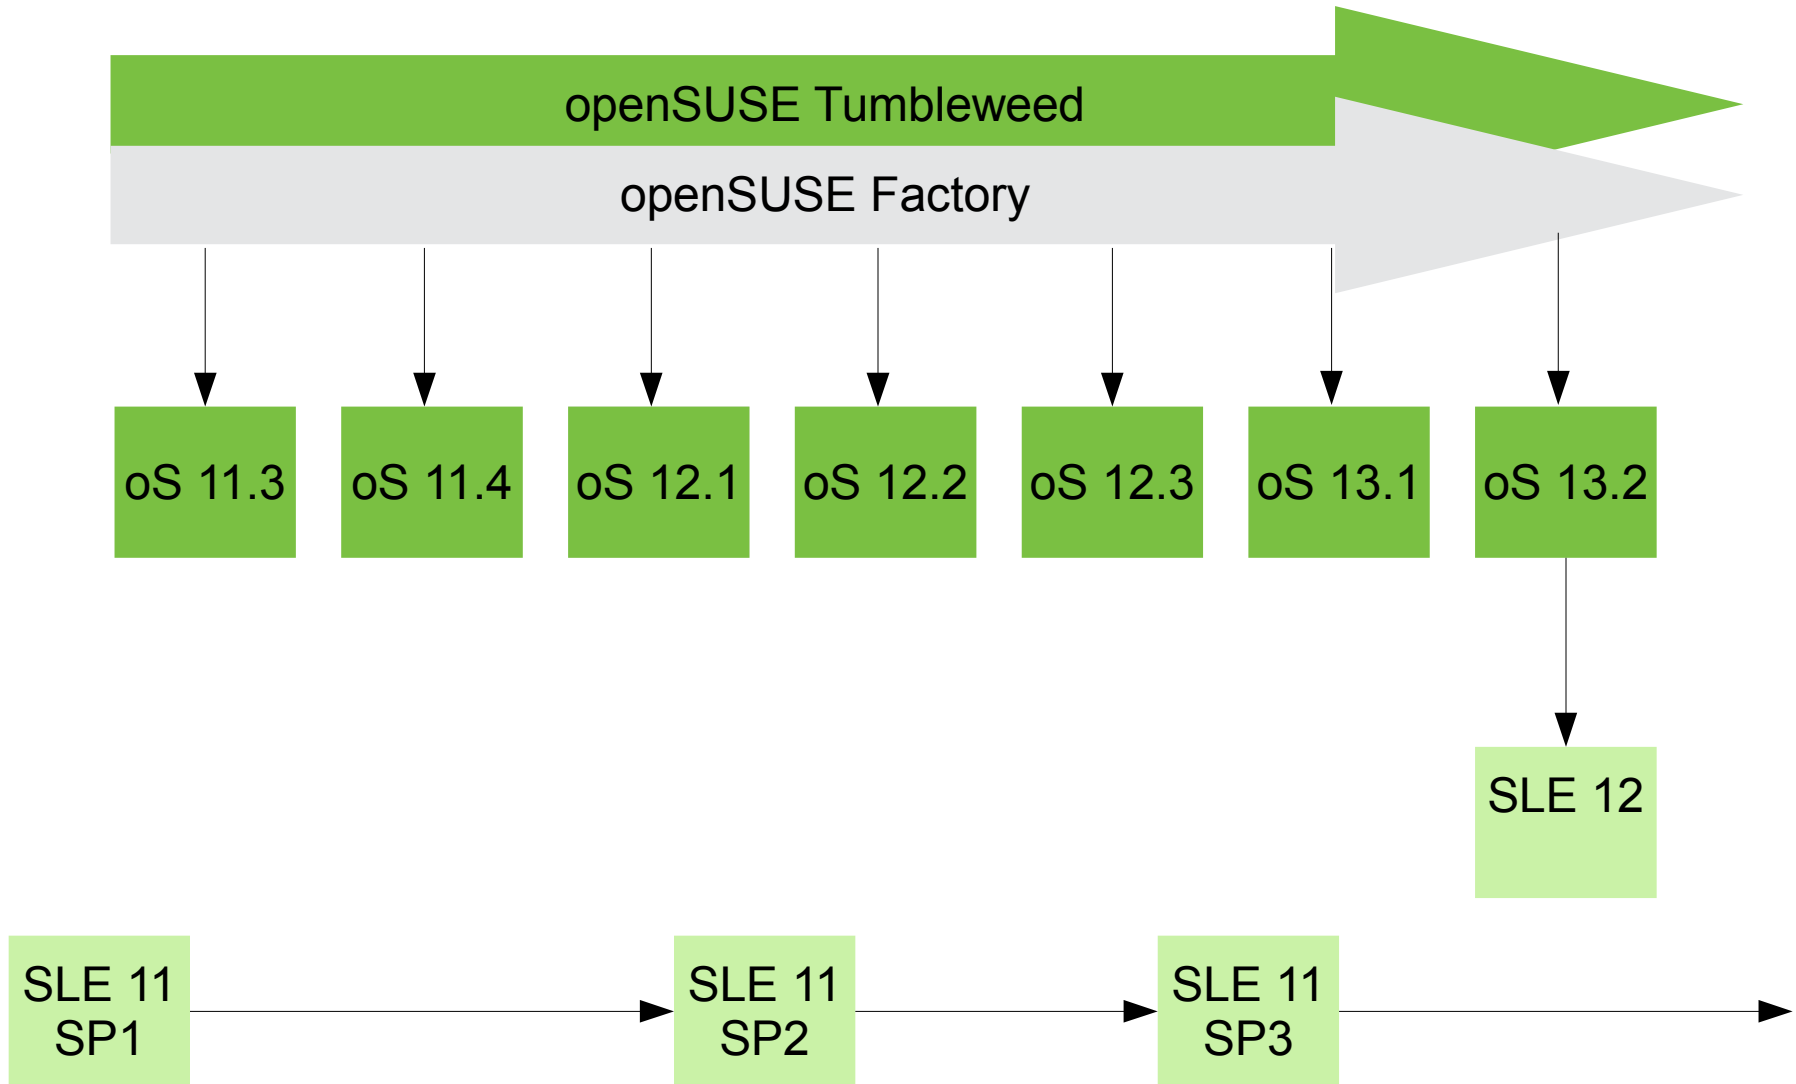 openSUSE Tumbleweed
openSUSE Factory
oS 11.3
oS 11.4
oS 12.1
oS 12.2
oS 12.3
oS 13.1
oS 13.2
SLE 12
SLE 11
SP1
SLE 11
SP2
SLE 11
SP3